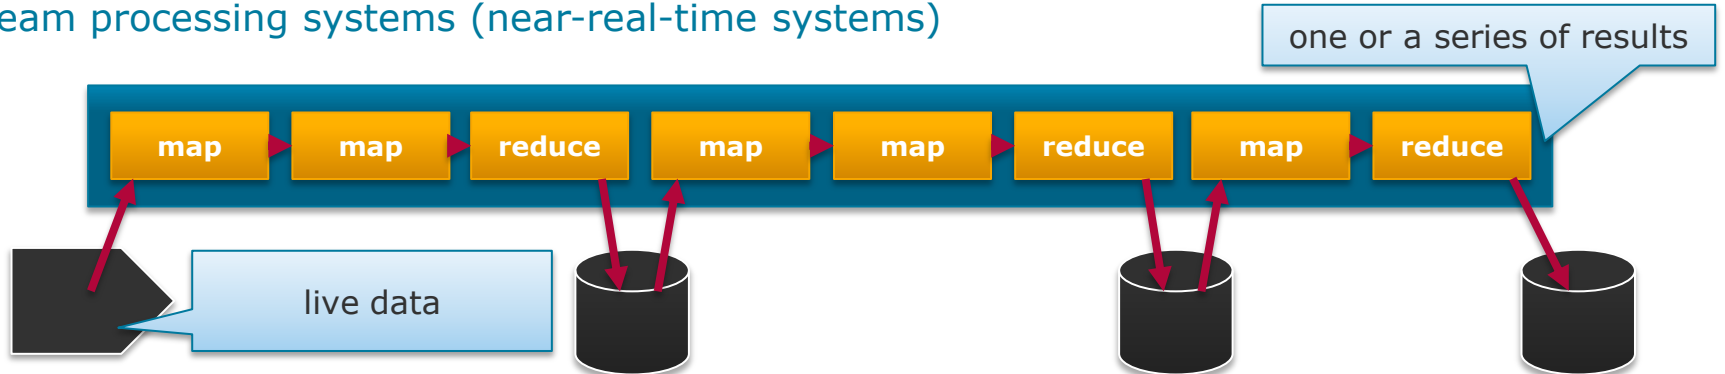 eam processing systems (near-real-time systems)
one or a series of results
map map reduce map map reduce map reduce
live data